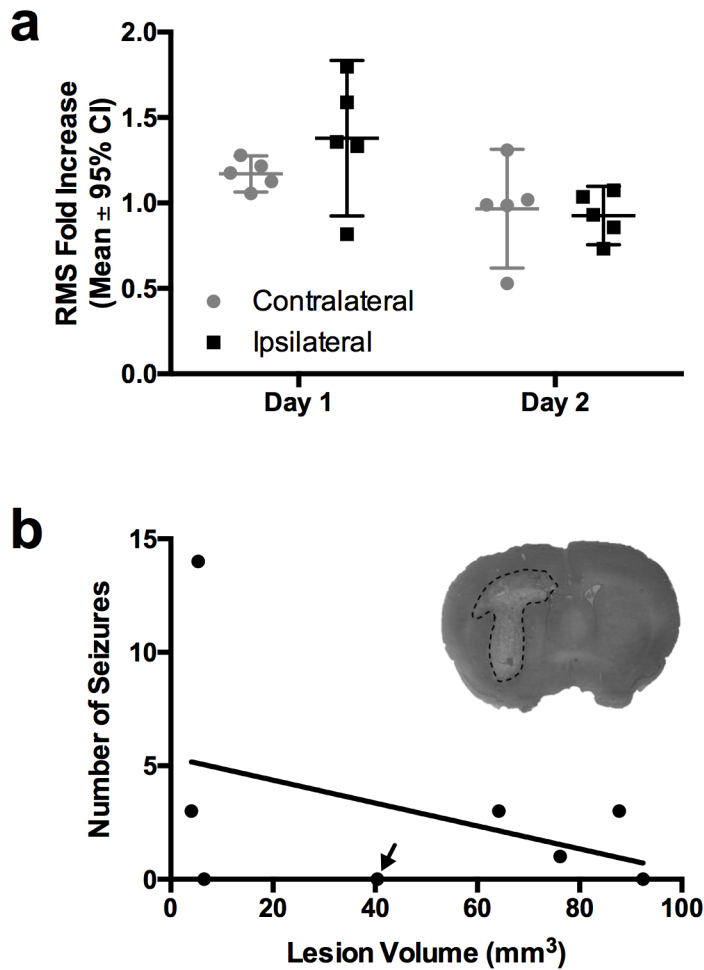 a
RMS Fold Increase
(Mean ± 95% CI)
2.0
1.5
1.0
0.5
0.0
Contralateral
Ipsilateral
Day 1
Day 2
b
Number of Seizures
15
10
5
0
0
20
40
60
80
100
Lesion Volume (mm³)